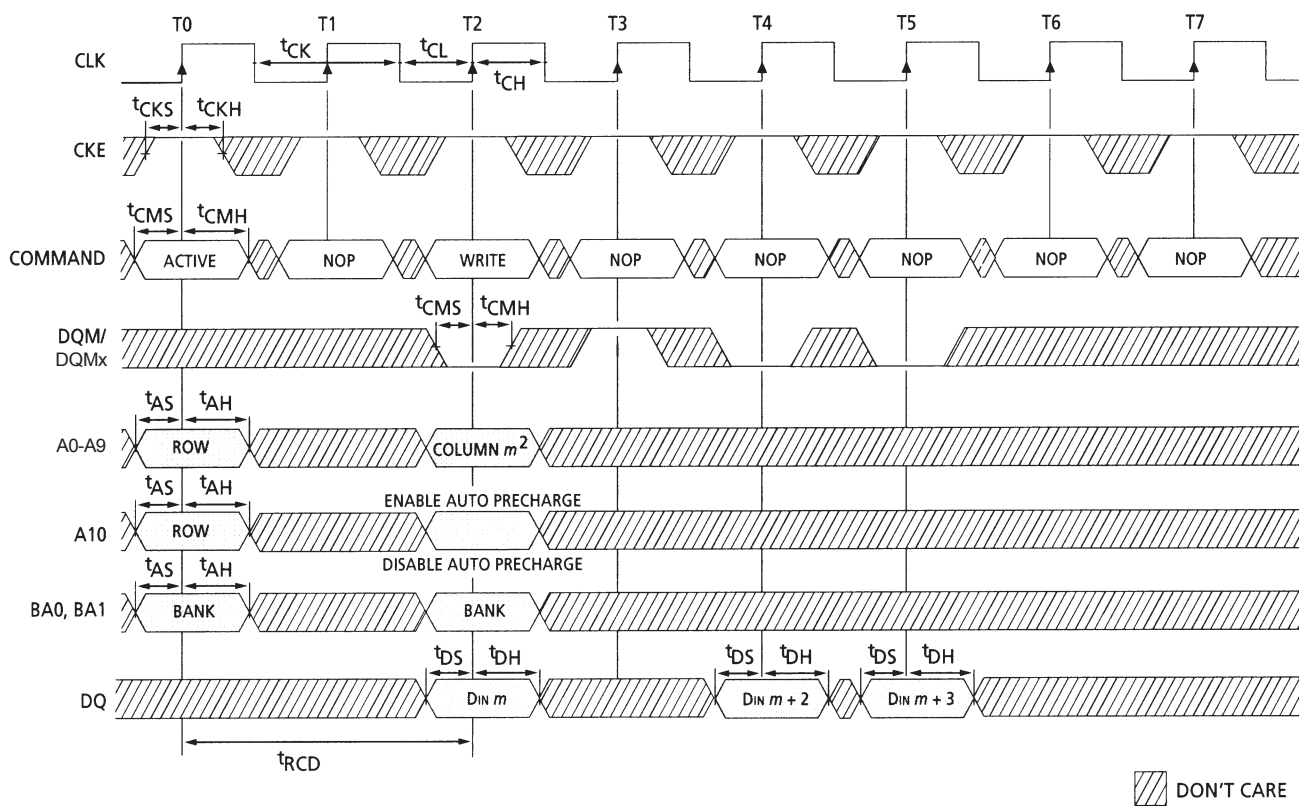 T0 T1 T2 T3 T4 T5 T6 T7
CLK tCK tCL
tCH
tCKS tCKH
CKE
tCMS tCMH
COMMAND ACTIVE NOP WRITE NOP NOP NOP NOP NOP
tCMS tCMH
DQM/
DQMx
tAS tAH
A0-A9 ROW COLUMN m2
tAS tAH ENABLE AUTO PRECHARGE
A10 ROW
tAS tAH DISABLE AUTO PRECHARGE
BA0, BA1 BANK BANK
tDS tDH tDS tDH tDS tDH
DQ DIN m DIN m + 2 DIN m + 3
tRCD
DON'T CARE